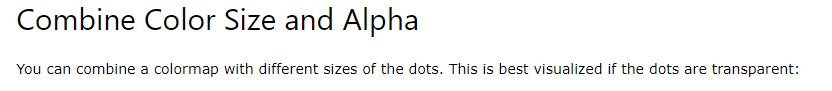 Combine Color Size and Alpha
You can combine a colormap with different sizes of the dots. This is best visualized if the dots are transparent: